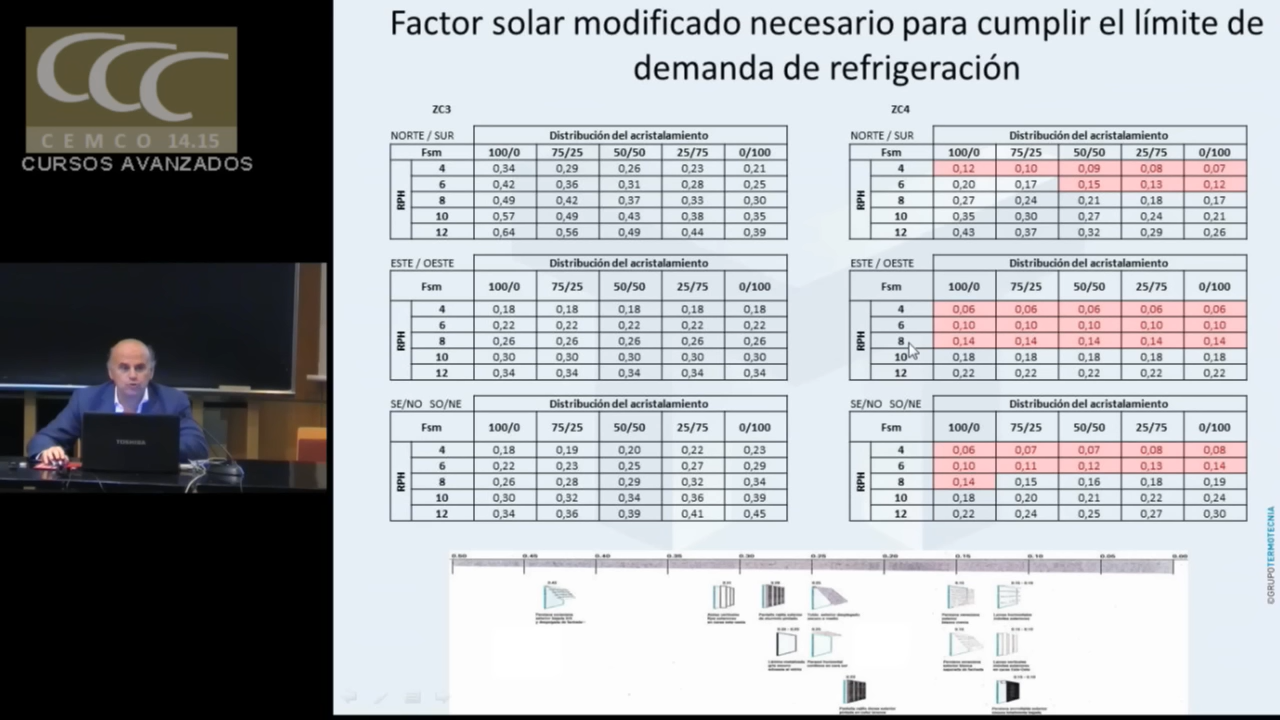 CCC
CEMCO 14.15
CURSOS AVANZADOS
TOSHIBA
Factor solar modificado necesario para cumplir el límite de
demanda de refrigeración
ZC3
NORTE / SUR Distribución del acristalamiento
Fsm 100/0 75/25 50/50 25/75 0/100
RPH
4 0,34 0,29 0,26 0,23 0,21
6 0,42 0,36 0,31 0,28 0,25
8 0,49 0,42 0,37 0,33 0,30
10 0,57 0,49 0,43 0,38 0,35
12 0,64 0,56 0,49 0,44 0,39
ESTE / OESTE Distribución del acristalamiento
Fsm 100/0 75/25 50/50 25/75 0/100
RPH
4 0,18 0,18 0,18 0,18 0,18
6 0,22 0,22 0,22 0,22 0,22
8 0,26 0,26 0,26 0,26 0,26
10 0,30 0,30 0,30 0,30 0,30
12 0,34 0,34 0,34 0,34 0,34
SE/NO SO/NE Distribución del acristalamiento
Fsm 100/0 75/25 50/50 25/75 0/100
RPH
4 0,18 0,19 0,20 0,22 0,23
6 0,22 0,23 0,25 0,27 0,29
8 0,26 0,28 0,29 0,32 0,34
10 0,30 0,32 0,34 0,36 0,39
12 0,34 0,36 0,39 0,41 0,45
ZC4
NORTE / SUR Distribución del acristalamiento
Fsm 100/0 75/25 50/50 25/75 0/100
RPH
4 0,12 0,10 0,09 0,08 0,07
6 0,20 0,17 0,15 0,13 0,12
8 0,27 0,24 0,21 0,18 0,17
10 0,35 0,30 0,27 0,24 0,21
12 0,43 0,37 0,32 0,29 0,26
ESTE / OESTE Distribución del acristalamiento
Fsm 100/0 75/25 50/50 25/75 0/100
RPH
4 0,06 0,06 0,06 0,06 0,06
6 0,10 0,10 0,10 0,10 0,10
8 0,14 0,14 0,14 0,14 0,14
10 0,18 0,18 0,18 0,18 0,18
12 0,22 0,22 0,22 0,22 0,22
SE/NO SO/NE Distribución del acristalamiento
Fsm 100/0 75/25 50/50 25/75 0/100
RPH
4 0,06 0,07 0,07 0,08 0,08
6 0,10 0,11 0,12 0,13 0,14
8 0,14 0,15 0,16 0,18 0,19
10 0,18 0,20 0,21 0,22 0,24
12 0,22 0,24 0,25 0,27 0,30
0.50 0.45 0.40 0.35 0.30 0.25 0.20 0.15 0.10 0.05 0.00
©GRUPOTERMOTECNIA